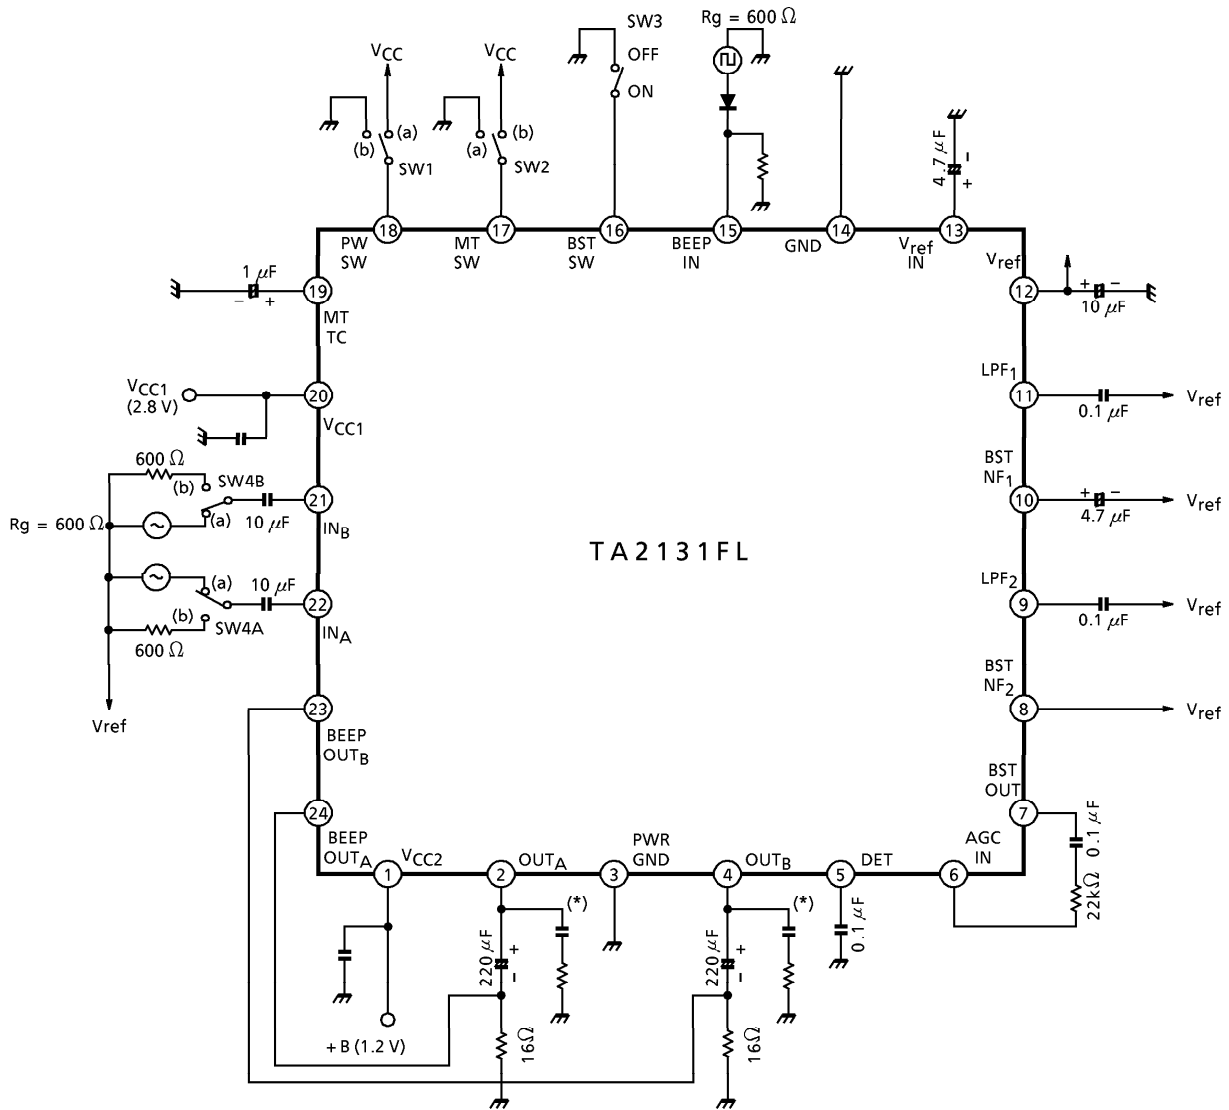 SW3
Rg = 600 Ω
OFF
ON
VCC
VCC
(a)
(b)
SW1
(b)
(a)
SW2
4.7 μF
−
+
18
17
16
15
14
13
PW
SW
MT
SW
BST
SW
BEEP
IN
GND
Vref
IN
Vref
1 μF
− +
19
MT
TC
12
+ −
10 μF
VCC1
(2.8 V)
20
VCC1
LPF1
11
0.1 μF
Vref
600 Ω
(b)
SW4B
21
INB
(a)
10 μF
Rg = 600 Ω
BST
NF1
10
+ −
4.7 μF
Vref
TA2131FL
(a)
10 μF
22
INA
(b)
SW4A
600 Ω
LPF2
9
0.1 μF
Vref
Vref
23
BEEP
OUTB
BST
NF2
8
Vref
24
BEEP
OUTA
BST
OUT
7
0.1 μF
22kΩ
VCC2
OUTA
PWR
GND
OUTB
DET
AGC
IN
1
2
3
4
5
6
(*)
(*)
220 μF
+
−
220 μF
+
−
0.1 μF
16Ω
16Ω
+B (1.2 V)